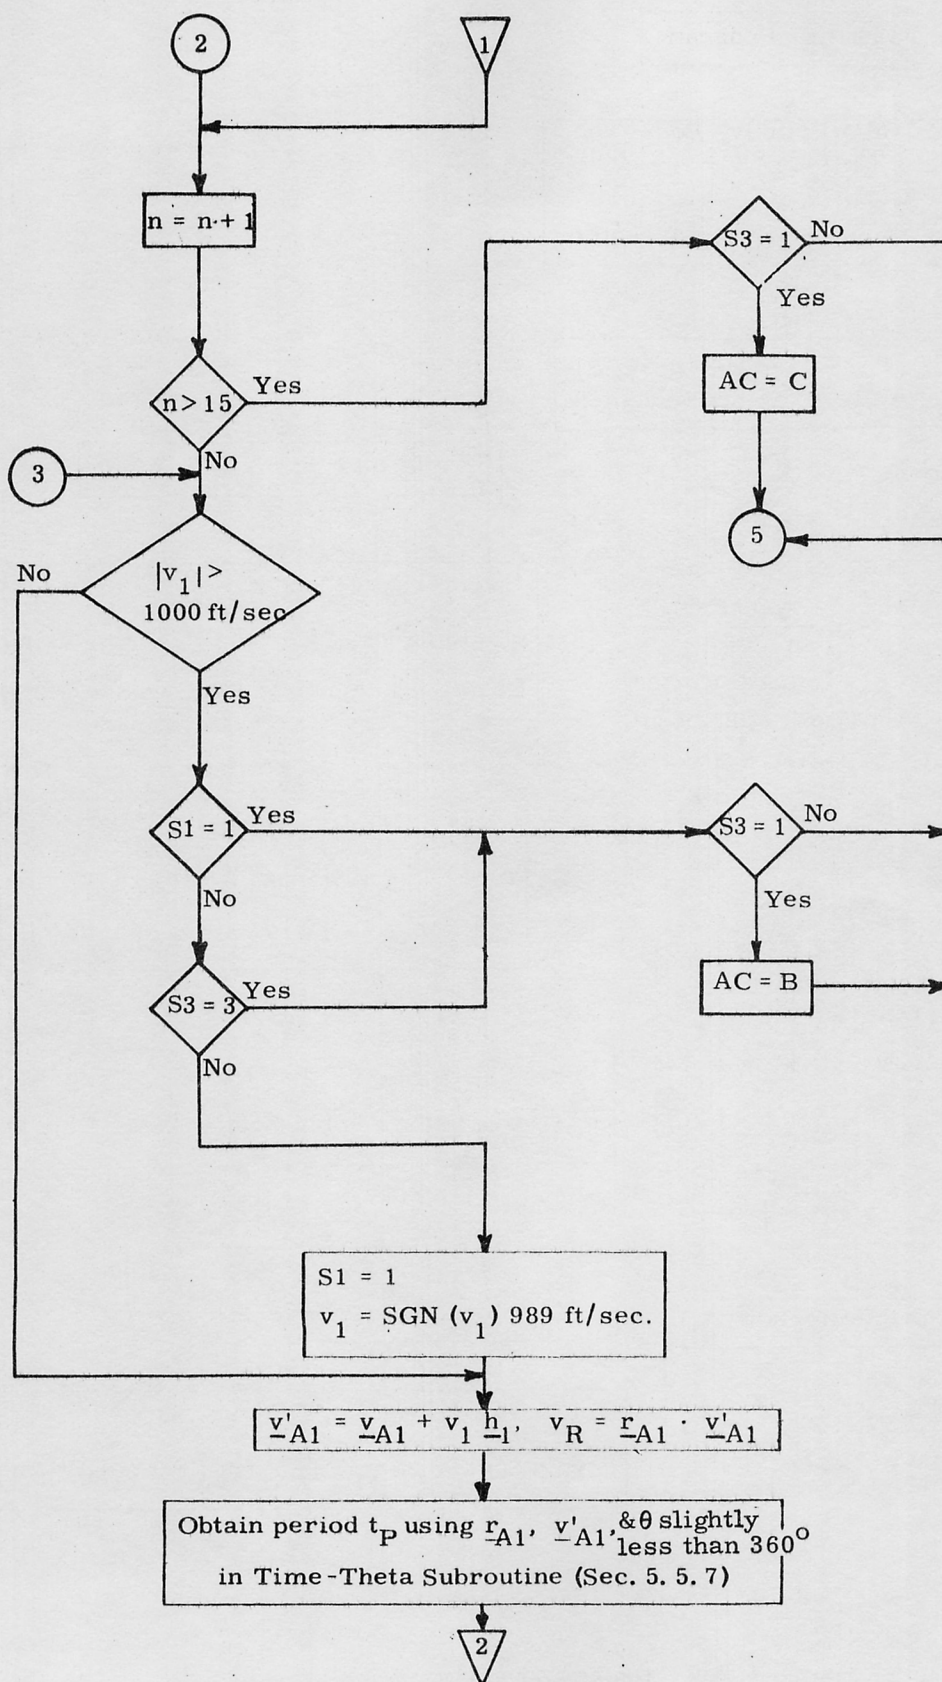 2
1
n = n + 1
S3 = 1
No
Yes
n > 15
Yes
AC = C
No
3
5
No
|v1| >
1000 ft/sec
Yes
S1 = 1
Yes
S3 = 1
No
No
Yes
S3 = 3
Yes
AC = B
No
S1 = 1
v1 = SGN (v1) 989 ft/sec.
v'A1 = vA1 + v1 h1, vR = rA1 · v'A1
Obtain period tP using rA1, v'A1, &θ slightly
less than 360°
in Time-Theta Subroutine (Sec. 5.5.7)
2